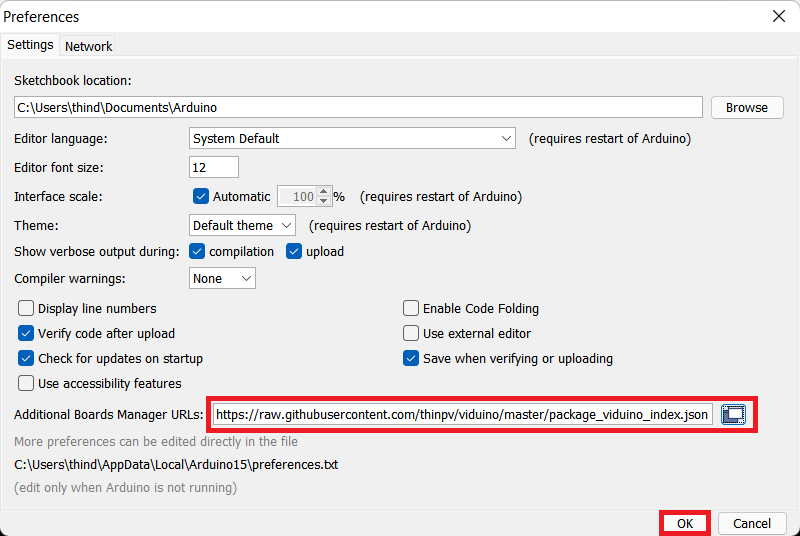 Preferences
Settings Network
Sketchbook location:
C:\Users\thind\Documents\Arduino Browse
Editor language: System Default (requires restart of Arduino)
Editor font size: 12
Interface scale: Automatic 100 % (requires restart of Arduino)
Theme: Default theme (requires restart of Arduino)
Show verbose output during: compilation upload
Compiler warnings: None
Display line numbers Enable Code Folding
Verify code after upload Use external editor
Check for updates on startup Save when verifying or uploading
Use accessibility features
Additional Boards Manager URLs: https://raw.githubusercontent.com/thinpv/viduino/master/package_viduino_index.json
More preferences can be edited directly in the file
C:\Users\thind\AppData\Local\Arduino15\preferences.txt
(edit only when Arduino is not running)
OK Cancel